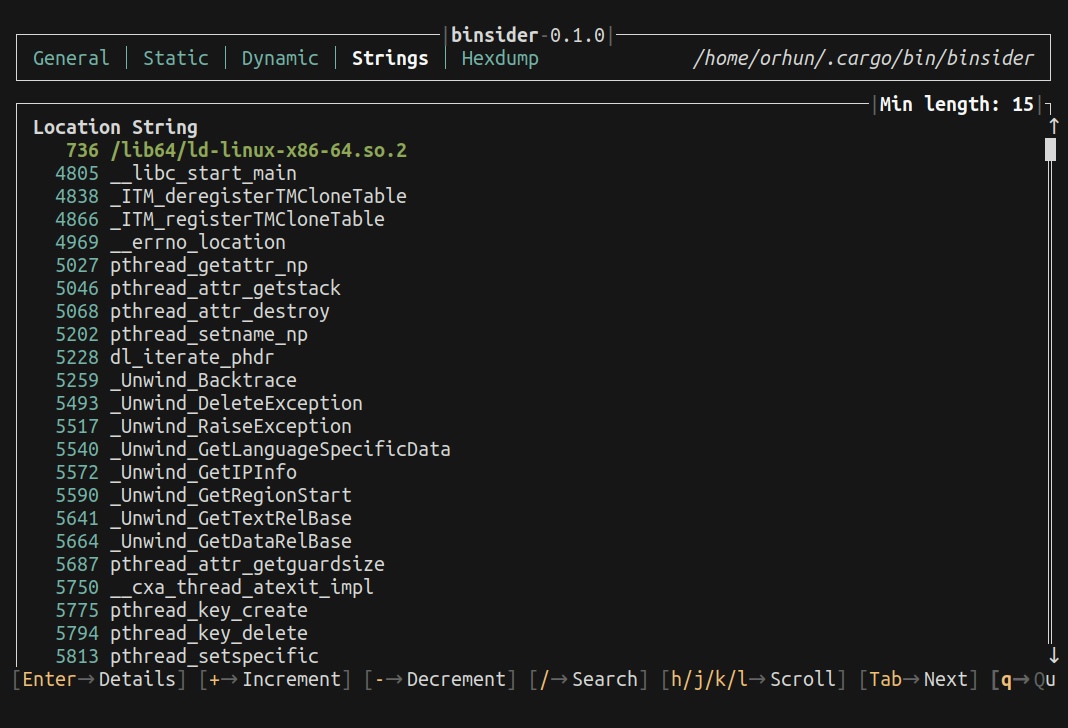 |binsider-0.1.0|
General │ Static │ Dynamic │ Strings │ Hexdump /home/orhun/.cargo/bin/binsider
|Min length: 15|
Location String
736 /lib64/ld-linux-x86-64.so.2
4805 __libc_start_main
4838 _ITM_deregisterTMCloneTable
4866 _ITM_registerTMCloneTable
4969 __errno_location
5027 pthread_getattr_np
5046 pthread_attr_getstack
5068 pthread_attr_destroy
5202 pthread_setname_np
5228 dl_iterate_phdr
5259 _Unwind_Backtrace
5493 _Unwind_DeleteException
5517 _Unwind_RaiseException
5540 _Unwind_GetLanguageSpecificData
5572 _Unwind_GetIPInfo
5590 _Unwind_GetRegionStart
5641 _Unwind_GetTextRelBase
5664 _Unwind_GetDataRelBase
5687 pthread_attr_getguardsize
5750 __cxa_thread_atexit_impl
5775 pthread_key_create
5794 pthread_key_delete
5813 pthread_setspecific
[Enter→Details] [+→Increment] [-→Decrement] [/→Search] [h/j/k/l→Scroll] [Tab→Next] [q→Qu